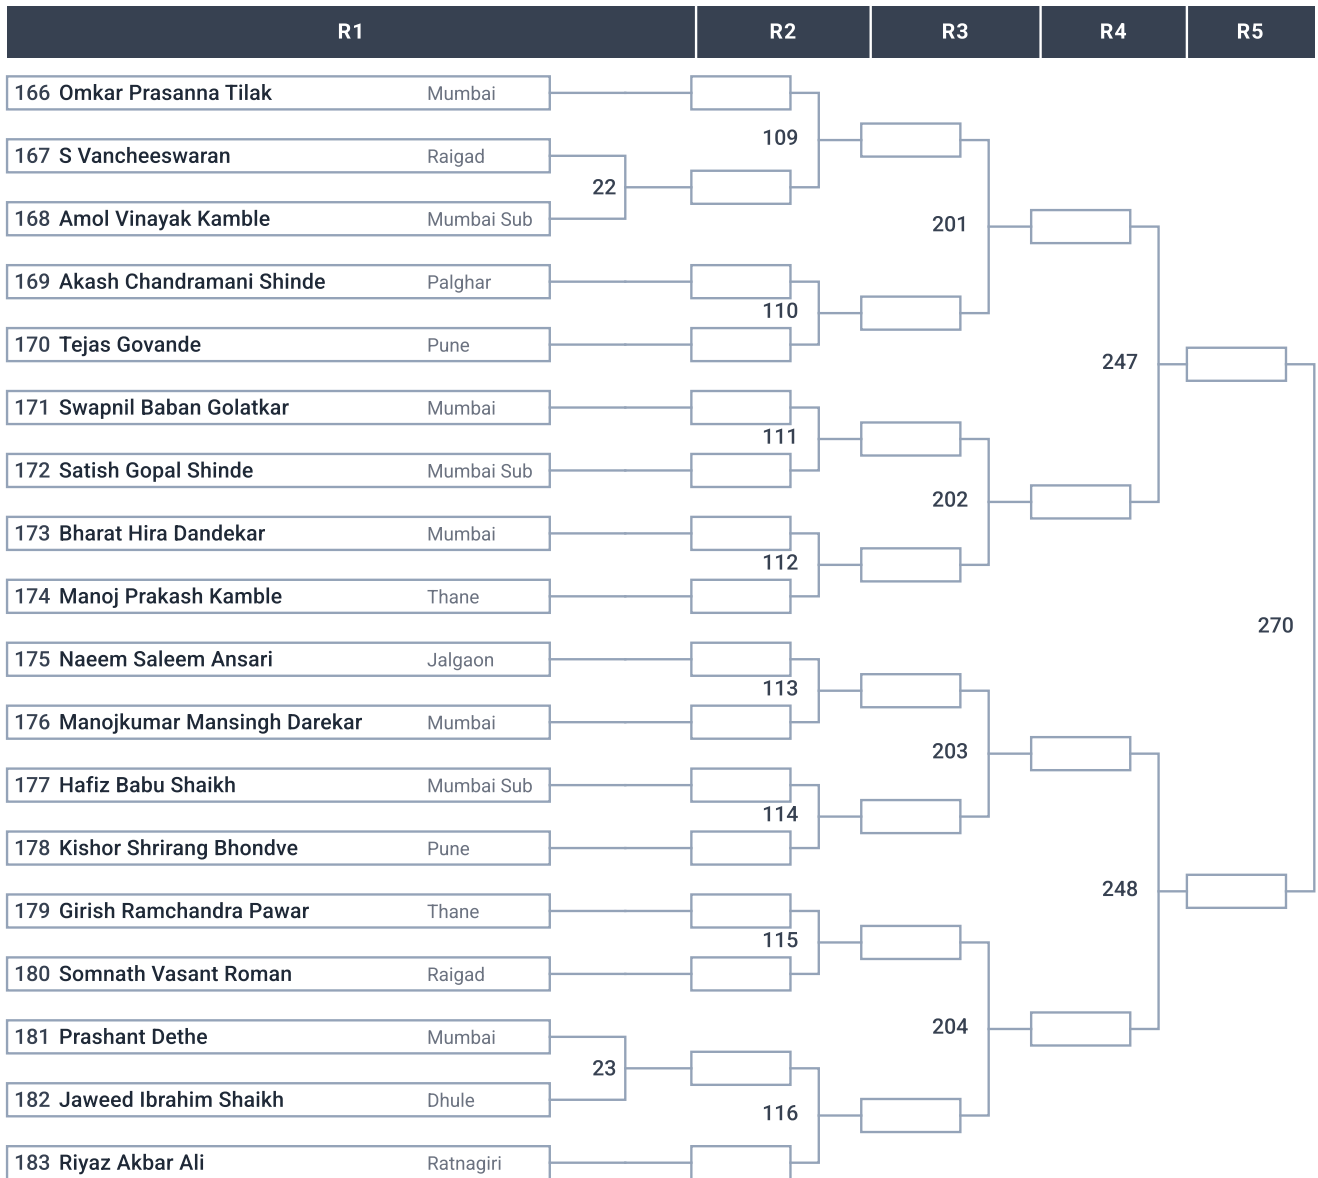 R1 R2 R3 R4 R5
166 Omkar Prasanna Tilak Mumbai
109
167 S Vancheeswaran Raigad
22
168 Amol Vinayak Kamble Mumbai Sub
201
169 Akash Chandramani Shinde Palghar
110
170 Tejas Govande Pune
247
171 Swapnil Baban Golatkar Mumbai
111
172 Satish Gopal Shinde Mumbai Sub
202
173 Bharat Hira Dandekar Mumbai
112
174 Manoj Prakash Kamble Thane
270
175 Naeem Saleem Ansari Jalgaon
113
176 Manojkumar Mansingh Darekar Mumbai
203
177 Hafiz Babu Shaikh Mumbai Sub
114
178 Kishor Shrirang Bhondve Pune
248
179 Girish Ramchandra Pawar Thane
115
180 Somnath Vasant Roman Raigad
204
181 Prashant Dethe Mumbai
23
182 Jaweed Ibrahim Shaikh Dhule
116
183 Riyaz Akbar Ali Ratnagiri